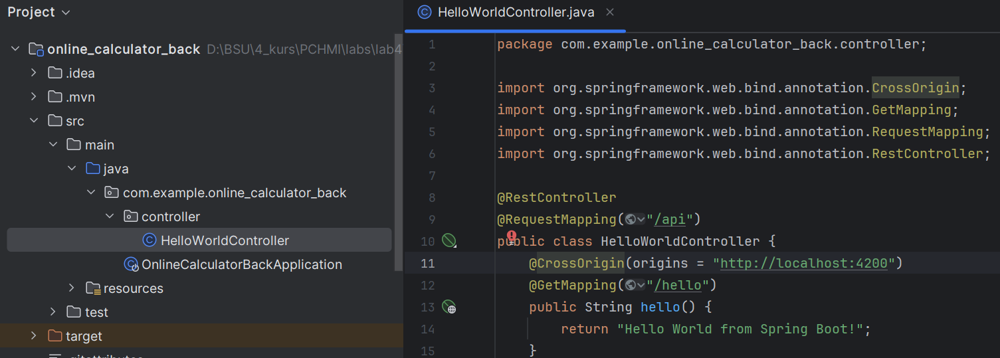 Project
online_calculator_back D:\BSU\4_kurs\PCHMI\labs\lab4
.idea
.mvn
src
main
java
com.example.online_calculator_back
controller
HelloWorldController
OnlineCalculatorBackApplication
resources
test
target
.gitattributes
HelloWorldController.java
1 package com.example.online_calculator_back.controller;
2
3 import org.springframework.web.bind.annotation.CrossOrigin;
4 import org.springframework.web.bind.annotation.GetMapping;
5 import org.springframework.web.bind.annotation.RequestMapping;
6 import org.springframework.web.bind.annotation.RestController;
7
8 @RestController
9 @RequestMapping("/api")
10 public class HelloWorldController {
11 @CrossOrigin(origins = "http://localhost:4200")
12 @GetMapping("/hello")
13 public String hello() {
14 return "Hello World from Spring Boot!";
15 }